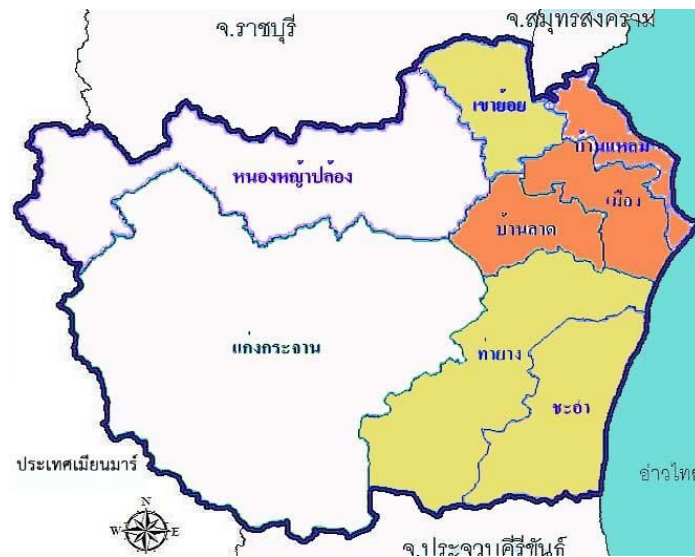 จ.ราชบุรี
จ.สมุทรสงคราม
เขาย้อย
บ้านแหลม
หนองหญ้าปล้อง
เมือง
บ้านลาด
แก่งกระจาน
ท่ายาง
ชะอำ
ประเทศเมียนมาร์
อ่าวไทย
N
W
E
S
จ.ประจวบคีรีขันธ์